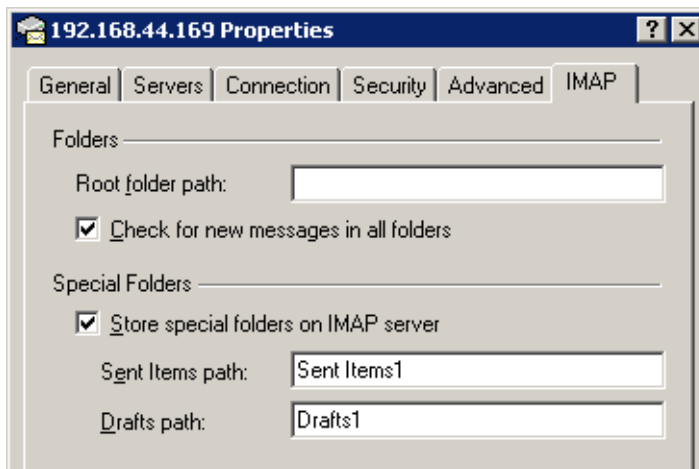 192.168.44.169 Properties
General Servers Connection Security Advanced IMAP
Folders
Root folder path:
Check for new messages in all folders
Special Folders
Store special folders on IMAP server
Sent Items path: Sent Items1
Drafts path: Drafts1